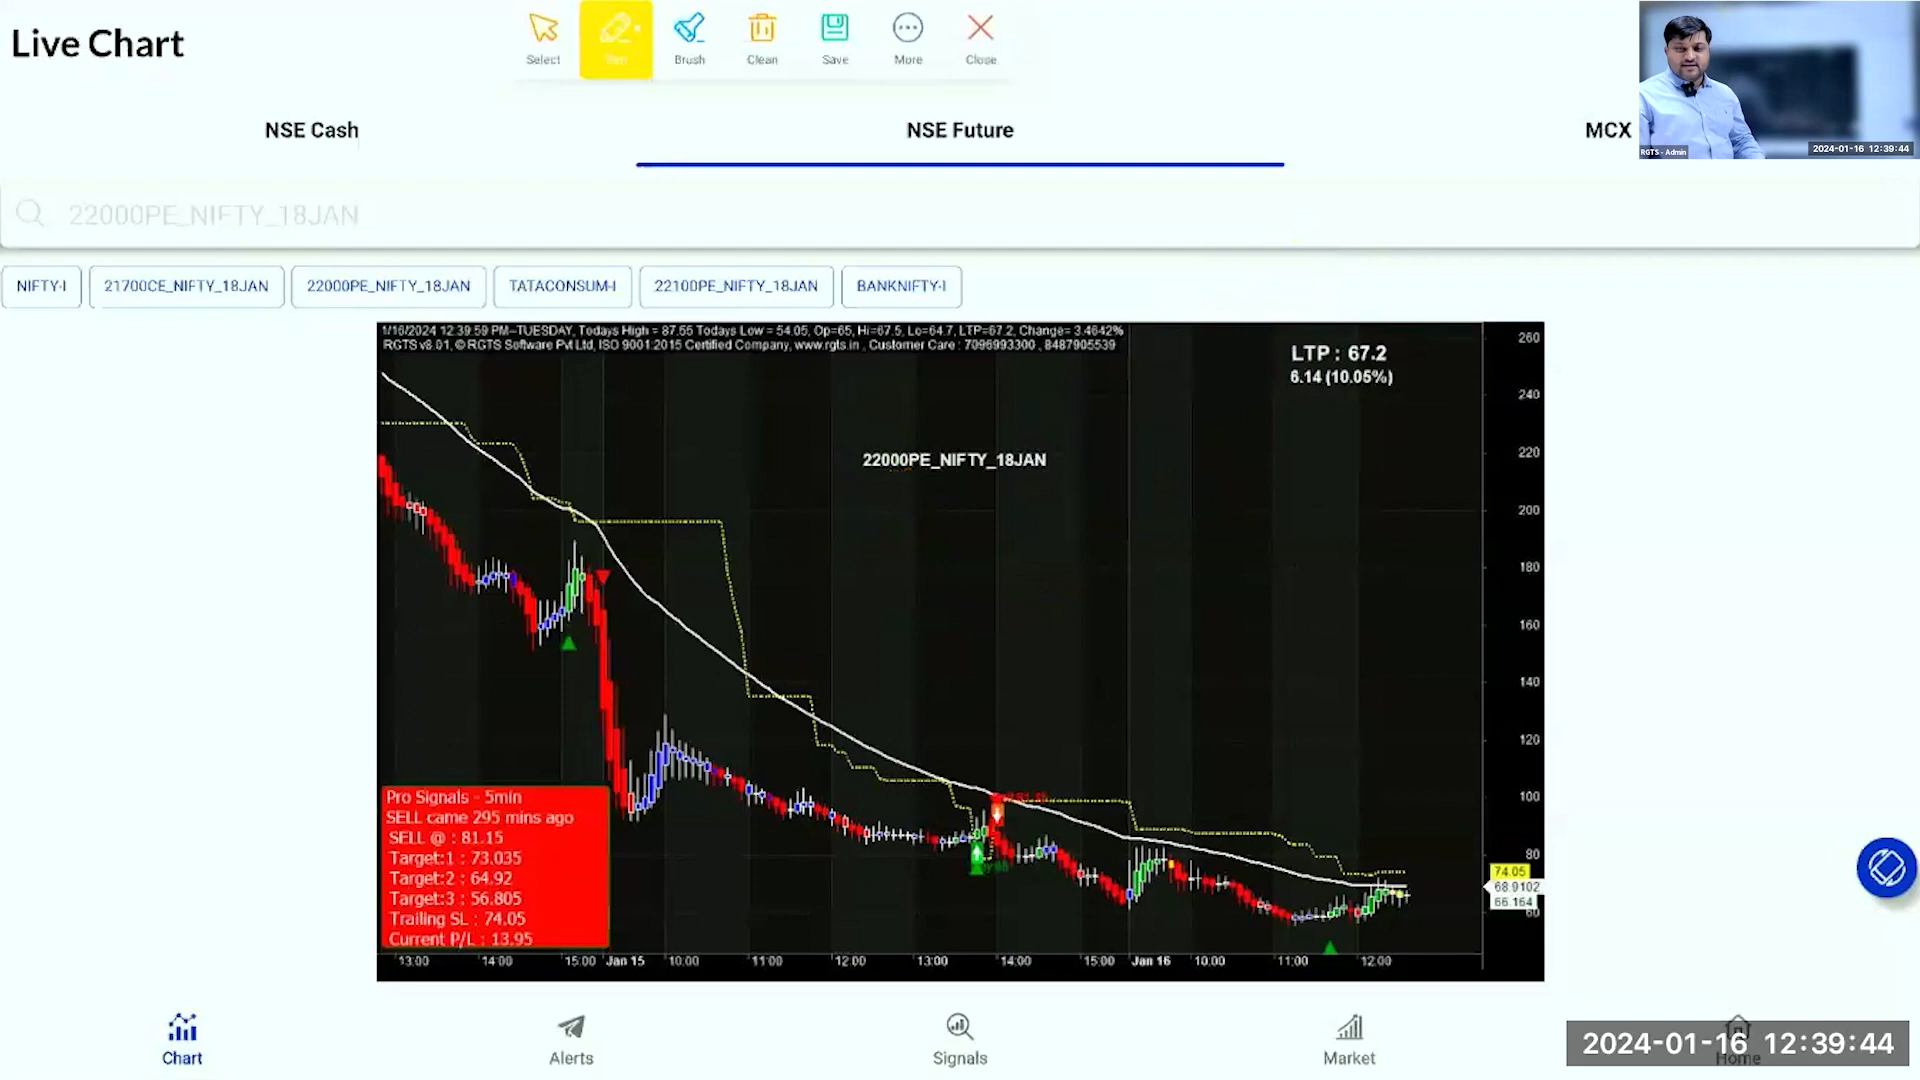 Live Chart
Select
Pen
Brush
Clean
Save
More
Close
RGTS - Admin
2024-01-16 12:39:44
NSE Cash
NSE Future
MCX
22000PE_NIFTY_18JAN
NIFTY-I
21700CE_NIFTY_18JAN
22000PE_NIFTY_18JAN
TATACONSUM-I
22100PE_NIFTY_18JAN
BANKNIFTY-I
1/16/2024 12:39:59 PM--TUESDAY, Todays High = 87.55 Todays Low = 54.05, Op=65, Hi=67.5, Lo=64.7, LTP=67.2, Change= 3.4642%
RGTS v8.01, © RGTS Software Pvt Ltd, ISO 9001:2015 Certified Company, www.rgts.in , Customer Care : 7096993300 , 8487905539
LTP : 67.2
6.14 (10.05%)
22000PE_NIFTY_18JAN
260
240
220
200
180
160
140
120
100
80
74.05
68.9102
66.164
60
Pro Signals - 5min
SELL came 295 mins ago
SELL @ : 81.15
Target:1 : 73.035
Target:2 : 64.92
Target:3 : 56.805
Trailing SL : 74.05
Current P/L : 13.95
13:00 14:00 15:00 Jan 15 10:00 11:00 12:00 13:00 14:00 15:00 Jan 16 10:00 11:00 12:00
Chart
Alerts
Signals
Market
Home
2024-01-16 12:39:44